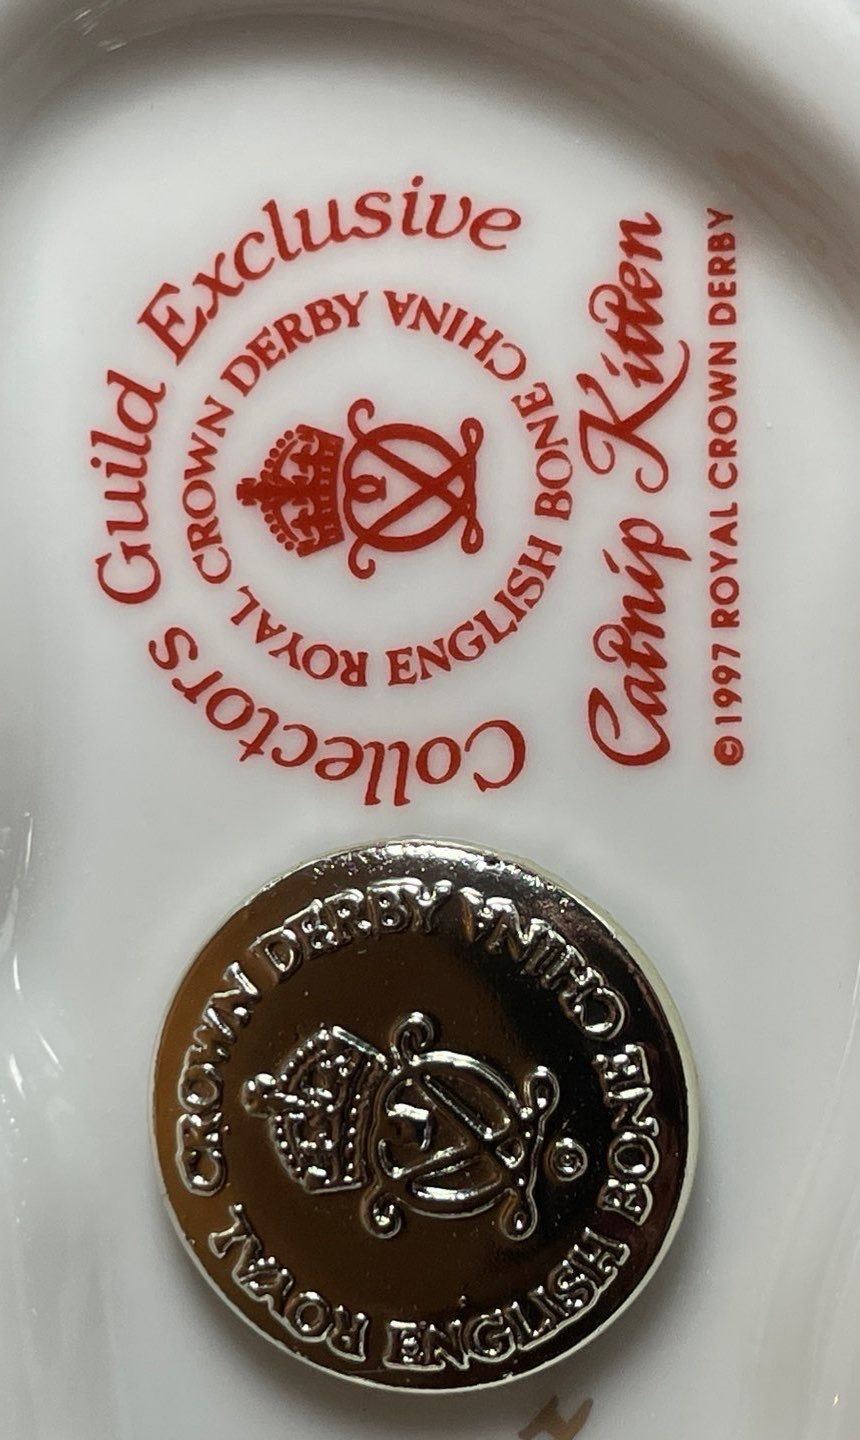 Collectors Guild Exclusive
ROYAL CROWN DERBY
ENGLISH BONE CHINA
Catnip Kitten
© 1997 ROYAL CROWN DERBY
ROYAL CROWN DERBY
ENGLISH BONE CHINA